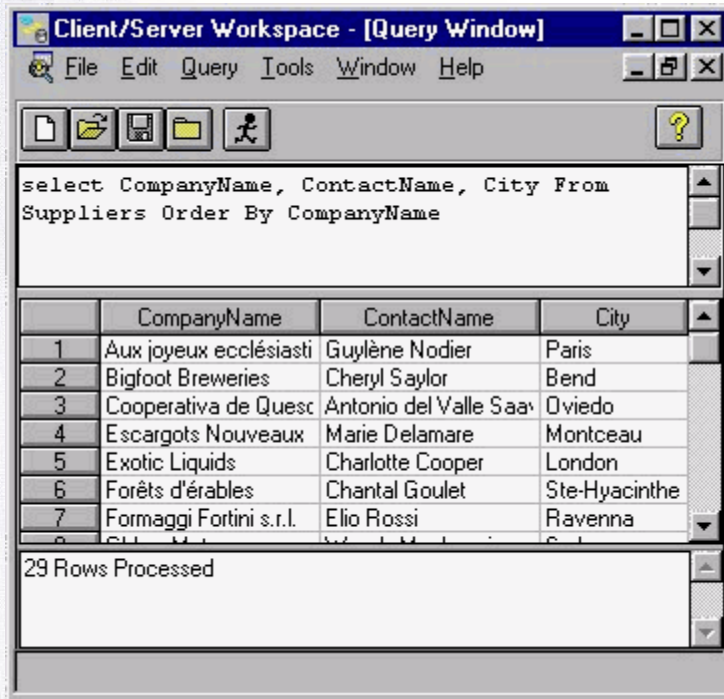 Client/Server Workspace - [Query Window]
File Edit Query Tools Window Help
select CompanyName, ContactName, City From
Suppliers Order By CompanyName
CompanyName ContactName City
1 Aux joyeux ecclésiasti Guylène Nodier Paris
2 Bigfoot Breweries Cheryl Saylor Bend
3 Cooperativa de Quesc Antonio del Valle Saav Oviedo
4 Escargots Nouveaux Marie Delamare Montceau
5 Exotic Liquids Charlotte Cooper London
6 Forêts d'érables Chantal Goulet Ste-Hyacinthe
7 Formaggi Fortini s.r.l. Elio Rossi Ravenna
29 Rows Processed